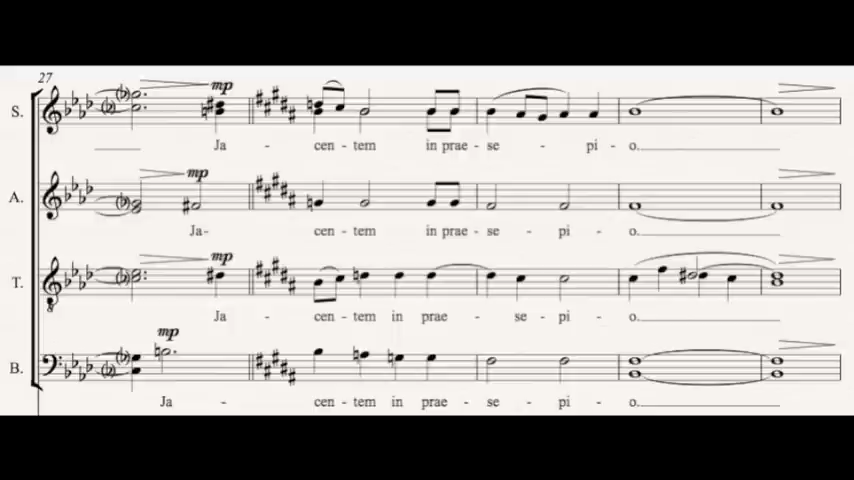 27
mp
S.
Ja - cen - tem in prae - se - pi - o.
mp
A.
Ja- cen - tem in prae - se - pi - o.
mp
T.
Ja - cen - tem in prae - se - pi - o.
mp
B.
Ja - cen - tem in prae - se - pi - o.